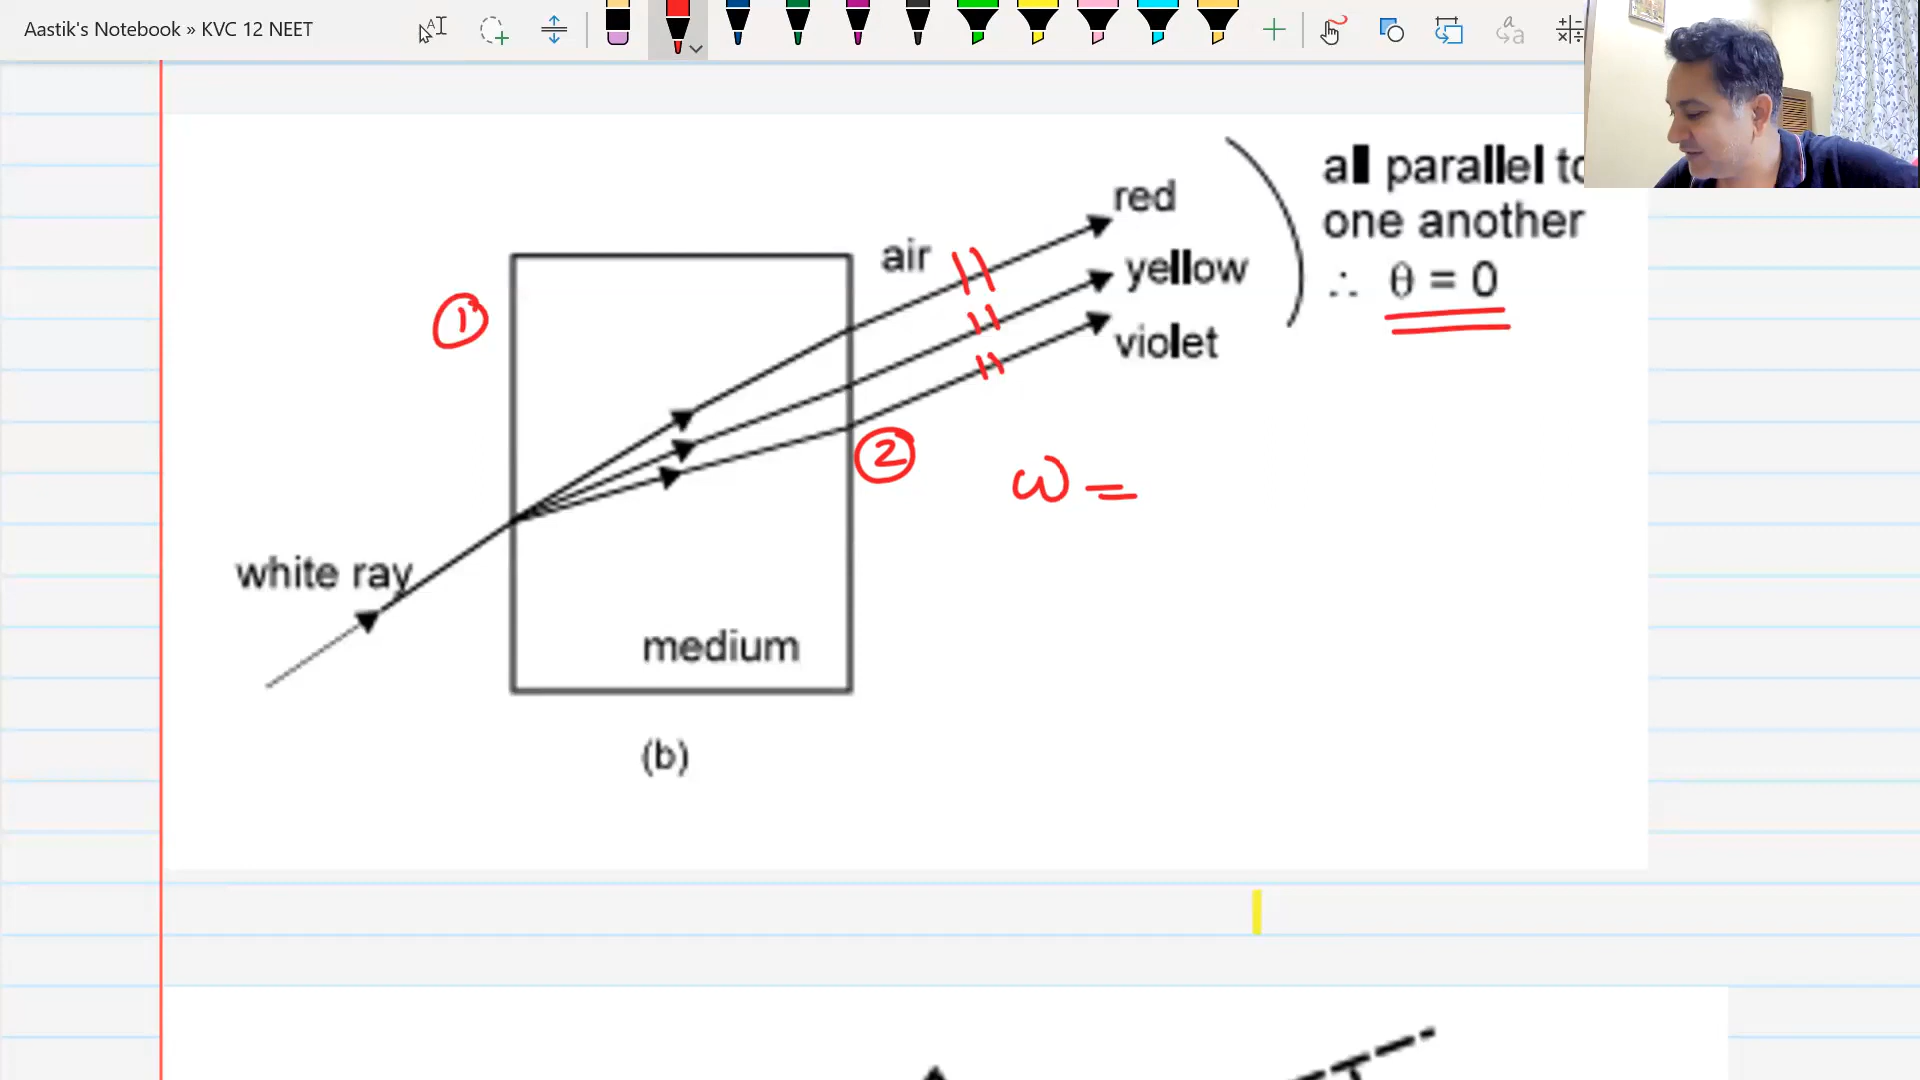 Aastik's Notebook » KVC 12 NEET
all parallel to
one another
∴ θ = 0
red
air
yellow
violet
①
②
ω =
white ray
medium
(b)